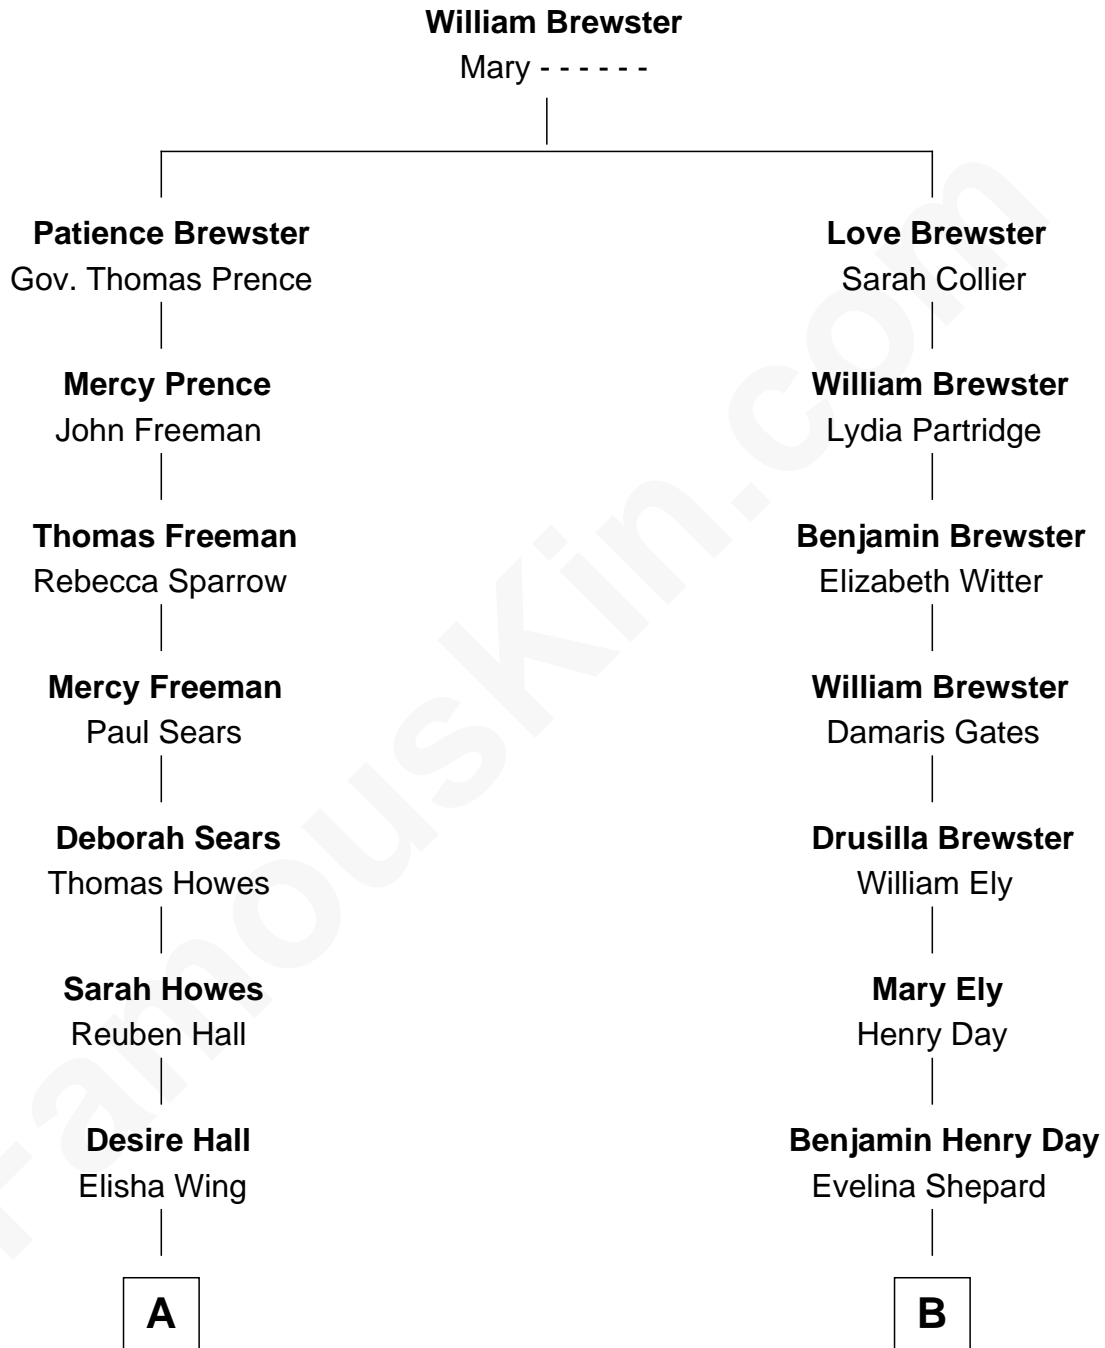 William Brewster
Mary - - - - - -
Patience Brewster
Gov. Thomas Prence
Love Brewster
Sarah Collier
Mercy Prence
John Freeman
William Brewster
Lydia Partridge
Thomas Freeman
Rebecca Sparrow
Benjamin Brewster
Elizabeth Witter
Mercy Freeman
Paul Sears
William Brewster
Damaris Gates
Deborah Sears
Thomas Howes
Drusilla Brewster
William Ely
Sarah Howes
Reuben Hall
Mary Ely
Henry Day
Desire Hall
Elisha Wing
Benjamin Henry Day
Evelina Shepard
A
B
FamousKin.com